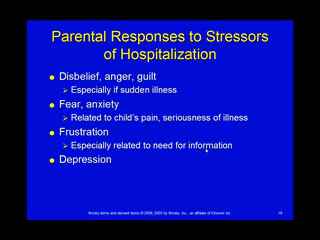 Parental Responses to Stressors
of Hospitalization
Disbelief, anger, guilt
Especially if sudden illness
Fear, anxiety
Related to child's pain, seriousness of illness
Frustration
Especially related to need for information
Depression
Mosby items and derived items © 2009, 2005 by Mosby, Inc., an affiliate of Elsevier Inc.
19